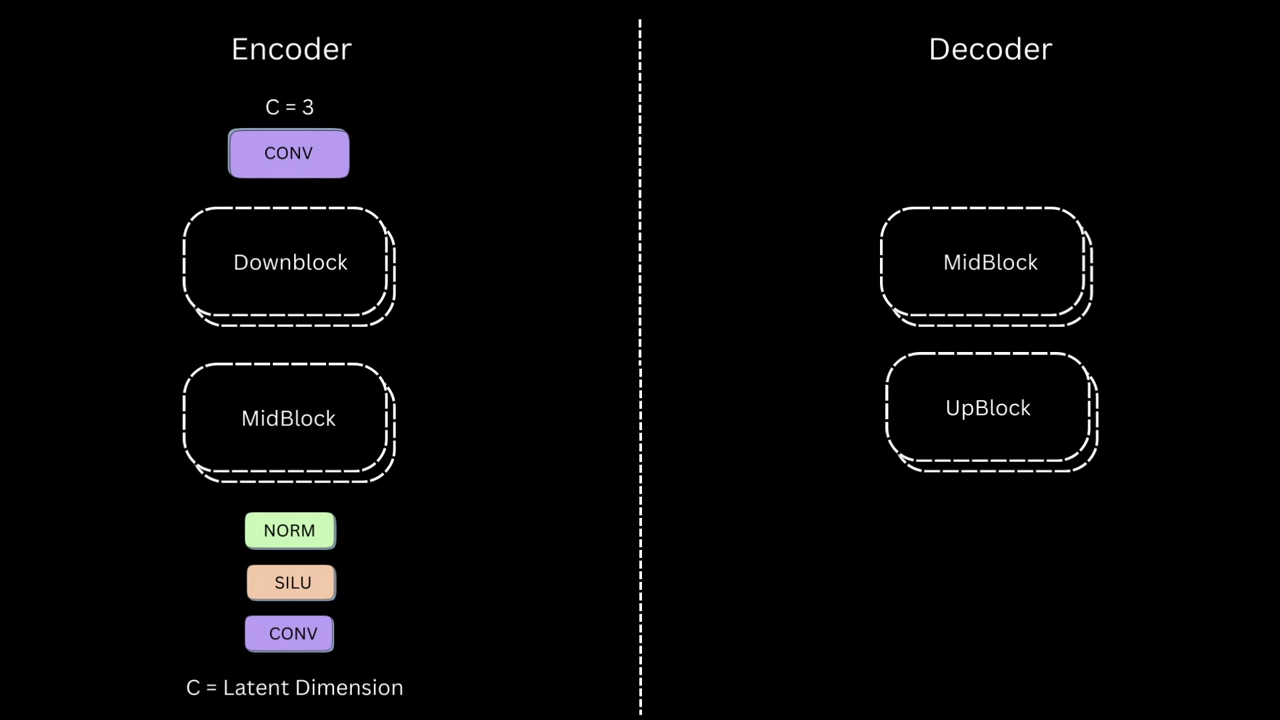 Encoder
C = 3
CONV
Downblock
MidBlock
NORM
SILU
CONV
C = Latent Dimension
Decoder
MidBlock
UpBlock